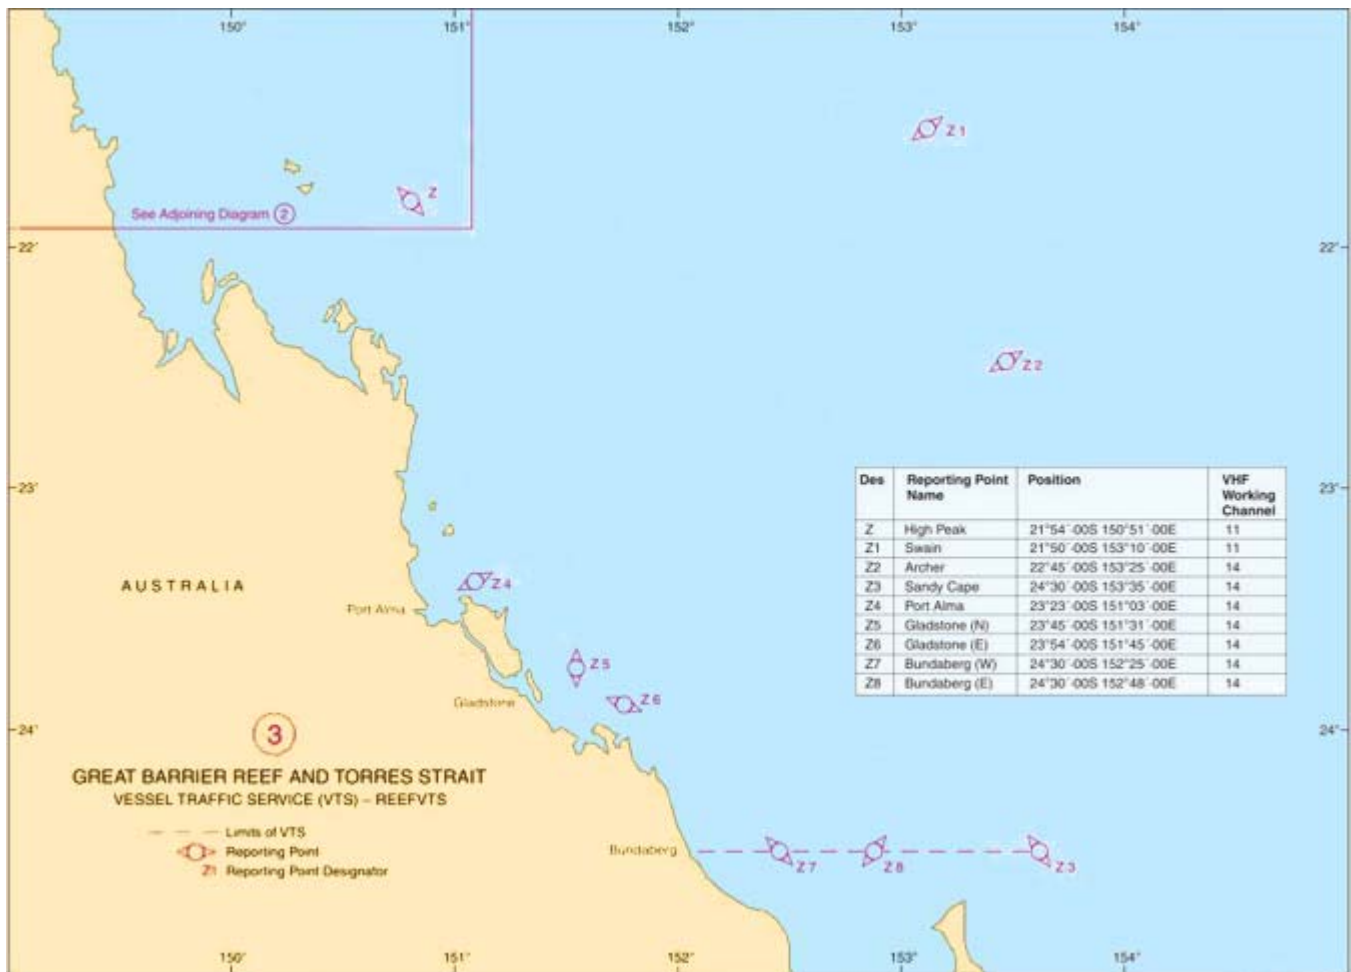 150° 151° 152° 153° 154°
Z1
Z
See Adjoining Diagram 2
22° 22°
Z2
Des Reporting Point Name Position VHF Working Channel
Z High Peak 21°54´·00S 150°51´·00E 11
23° 23°
Z1 Swain 21°50´·00S 153°10´·00E 11
Z2 Archer 22°45´·00S 153°25´·00E 14
Z3 Sandy Cape 24°30´·00S 153°35´·00E 14
Z4 Port Alma 23°23´·00S 151°03´·00E 14
Z5 Gladstone (N) 23°45´·00S 151°31´·00E 14
Z6 Gladstone (E) 23°54´·00S 151°45´·00E 14
Z7 Bundaberg (W) 24°30´·00S 152°25´·00E 14
Z8 Bundaberg (E) 24°30´·00S 152°48´·00E 14
AUSTRALIA
Z4
Port Alma
Z5
Gladstone
Z6
24° 24°
3
GREAT BARRIER REEF AND TORRES STRAIT
VESSEL TRAFFIC SERVICE (VTS) – REEFVTS
Limits of VTS
Reporting Point
Z1 Reporting Point Designator
Bundaberg
Z7 Z8 Z3
150° 151° 152° 153° 154°